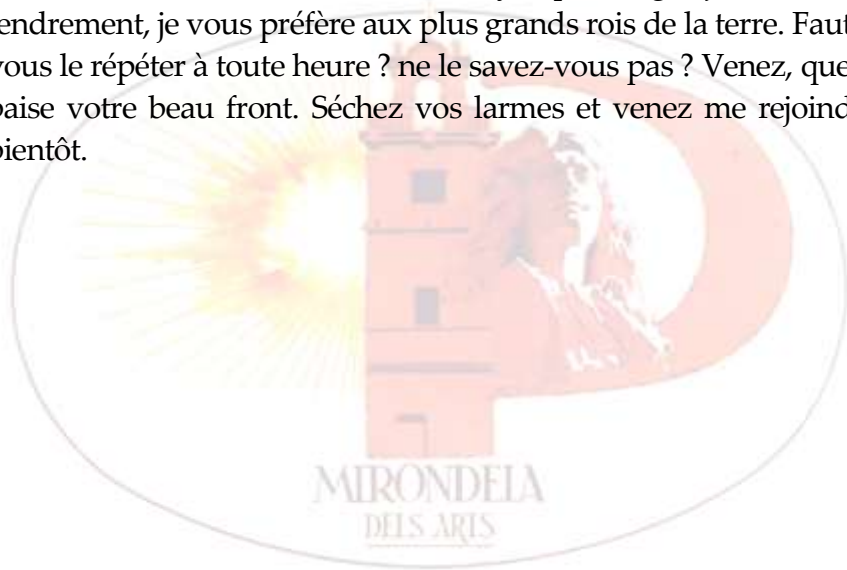 endrement, je vous préfère aux plus grands rois de la terre. Faut
vous le répéter à toute heure ? ne le savez-vous pas ? Venez, que
baise votre beau front. Séchez vos larmes et venez me rejoind
bientôt.
MIRONDELA
DELS ARTS